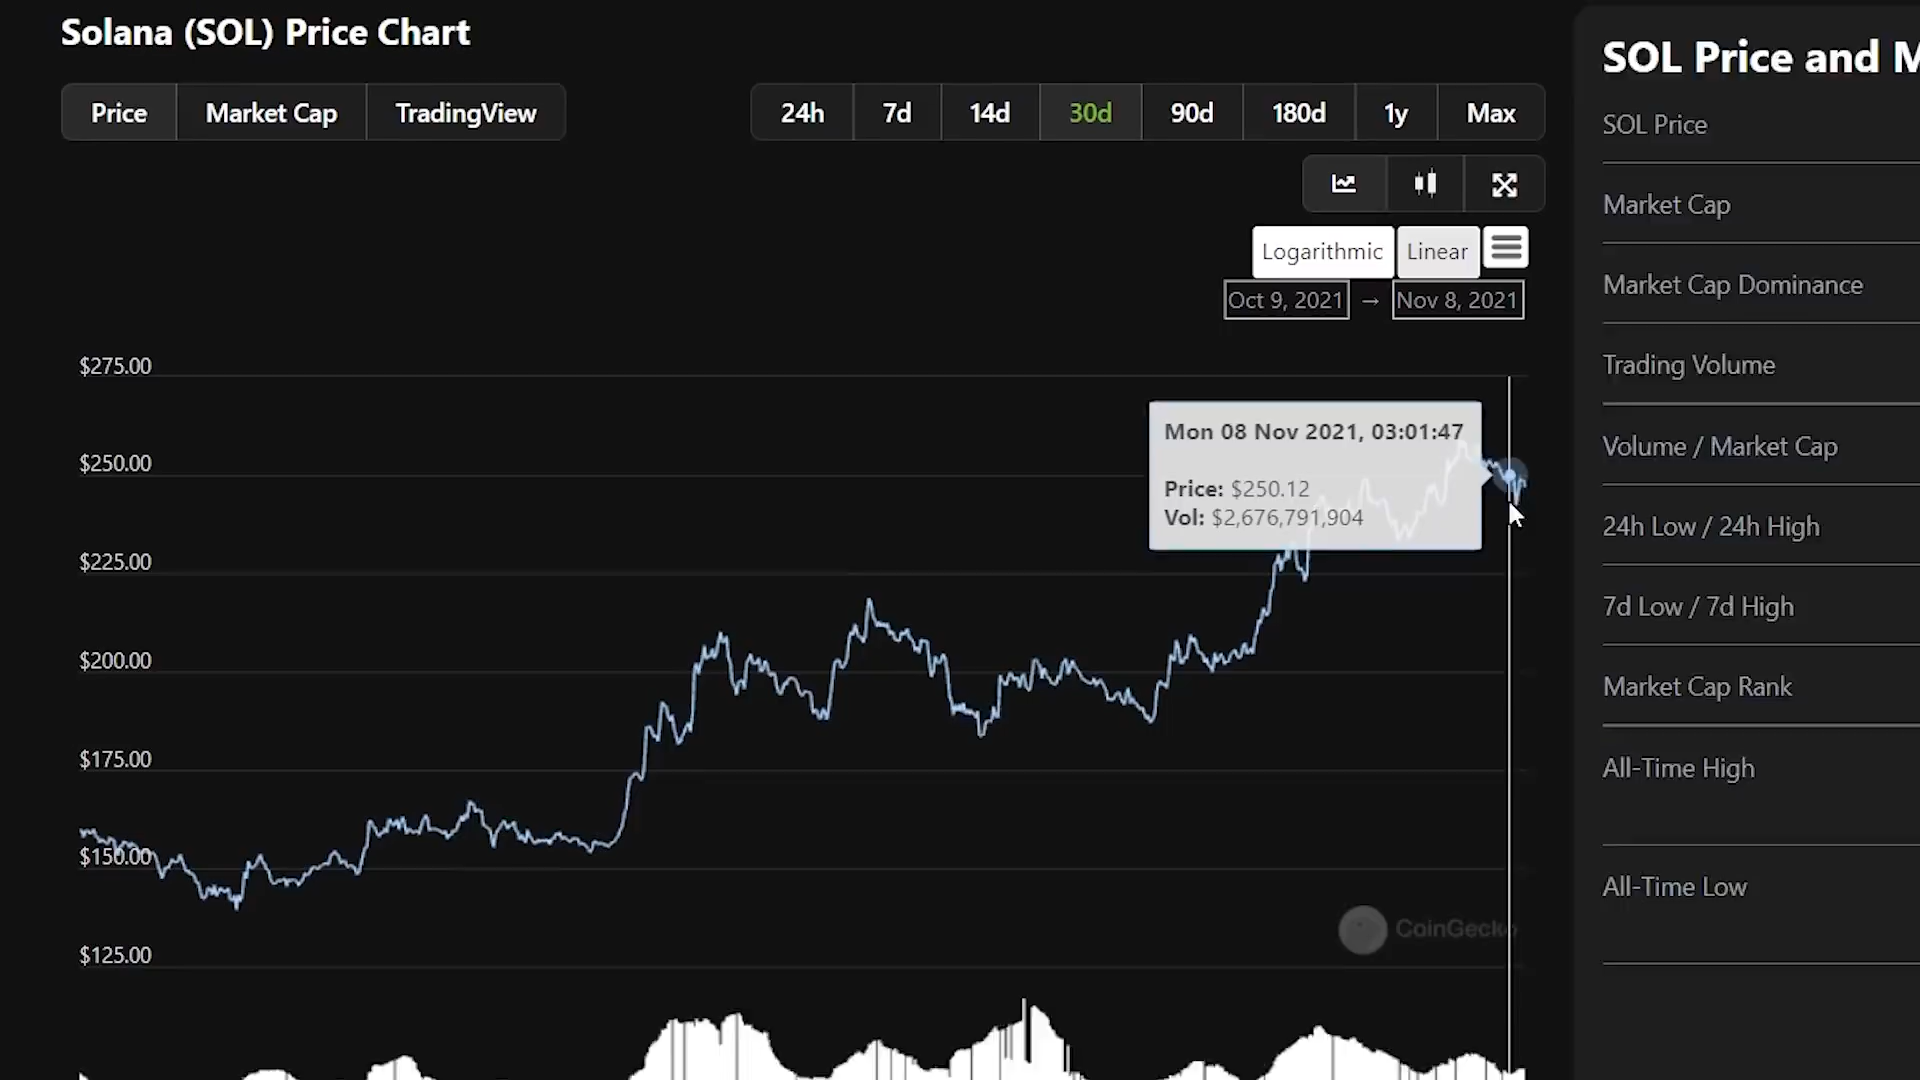 Solana (SOL) Price Chart
Price
Market Cap
TradingView
24h
7d
14d
30d
90d
180d
1y
Max
Logarithmic
Linear
Oct 9, 2021 → Nov 8, 2021
$275.00
$250.00
$225.00
$200.00
$175.00
$150.00
$125.00
Mon 08 Nov 2021, 03:01:47
Price: $250.12
Vol: $2,676,791,904
CoinGecko
SOL Price and M
SOL Price
Market Cap
Market Cap Dominance
Trading Volume
Volume / Market Cap
24h Low / 24h High
7d Low / 7d High
Market Cap Rank
All-Time High
All-Time Low